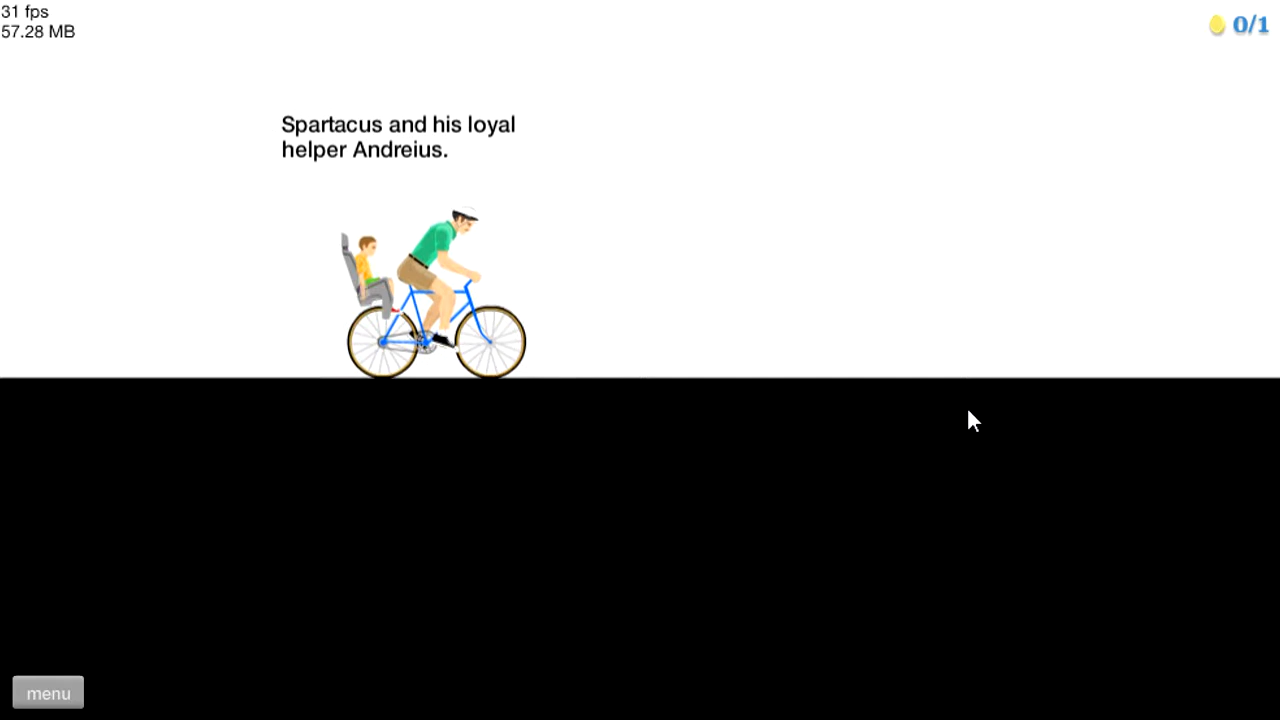 31 fps
57.28 MB
0/1
Spartacus and his loyal
helper Andreius.
menu